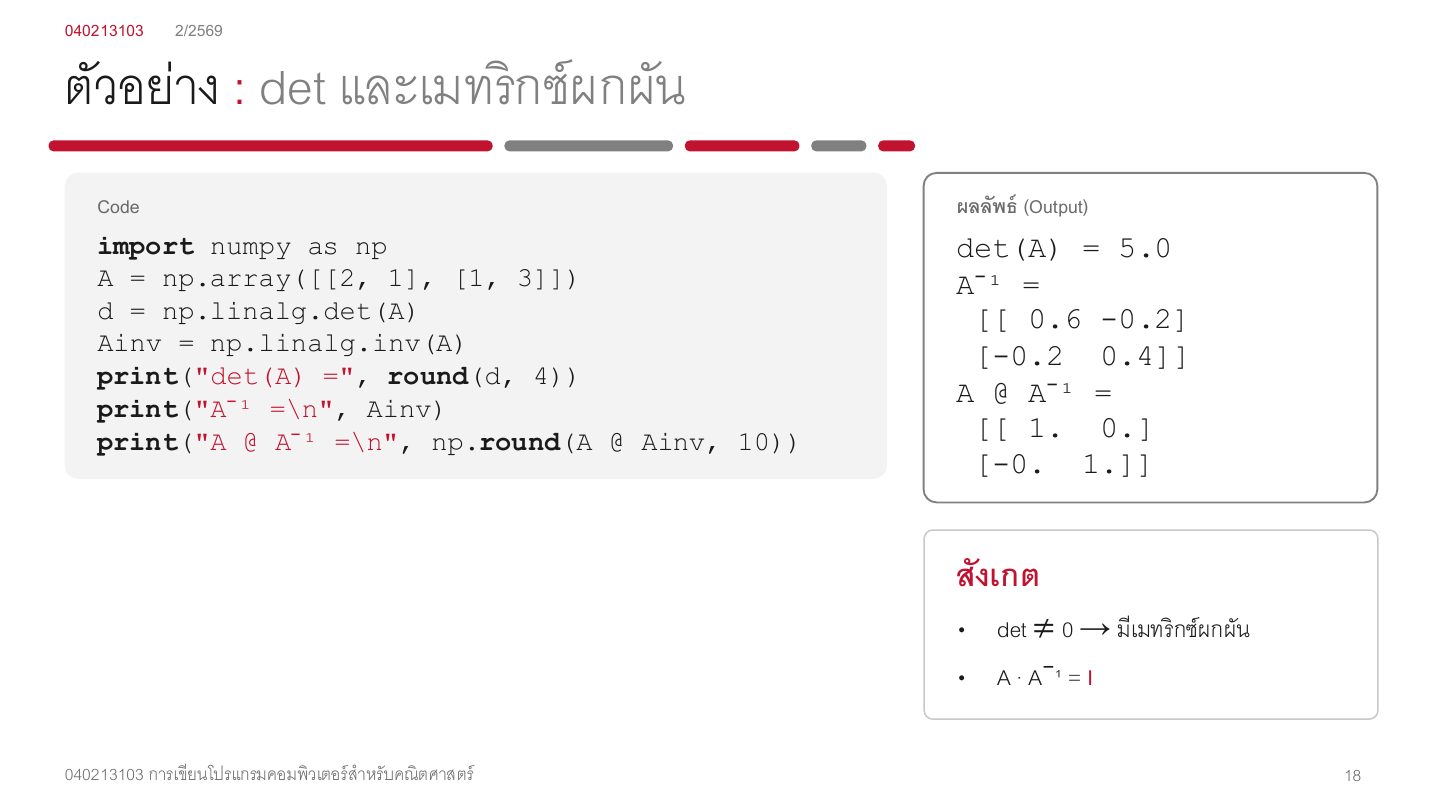 040213103 2/2569
ตัวอย่าง : det และเมทริกซ์ผกผัน
Code
import numpy as np
A = np.array([[2, 1], [1, 3]])
d = np.linalg.det(A)
Ainv = np.linalg.inv(A)
print("det(A) =", round(d, 4))
print("A⁻¹ =\n", Ainv)
print("A @ A⁻¹ =\n", np.round(A @ Ainv, 10))
ผลลัพธ์ (Output)
det(A) = 5.0
A⁻¹ =
[[ 0.6 -0.2]
[-0.2  0.4]]
A @ A⁻¹ =
[[ 1.  0.]
[-0.  1.]]
สังเกต
• det ≠ 0 → มีเมทริกซ์ผกผัน
• A · A⁻¹ = I
040213103 การเขียนโปรแกรมคอมพิวเตอร์สำหรับคณิตศาสตร์
18